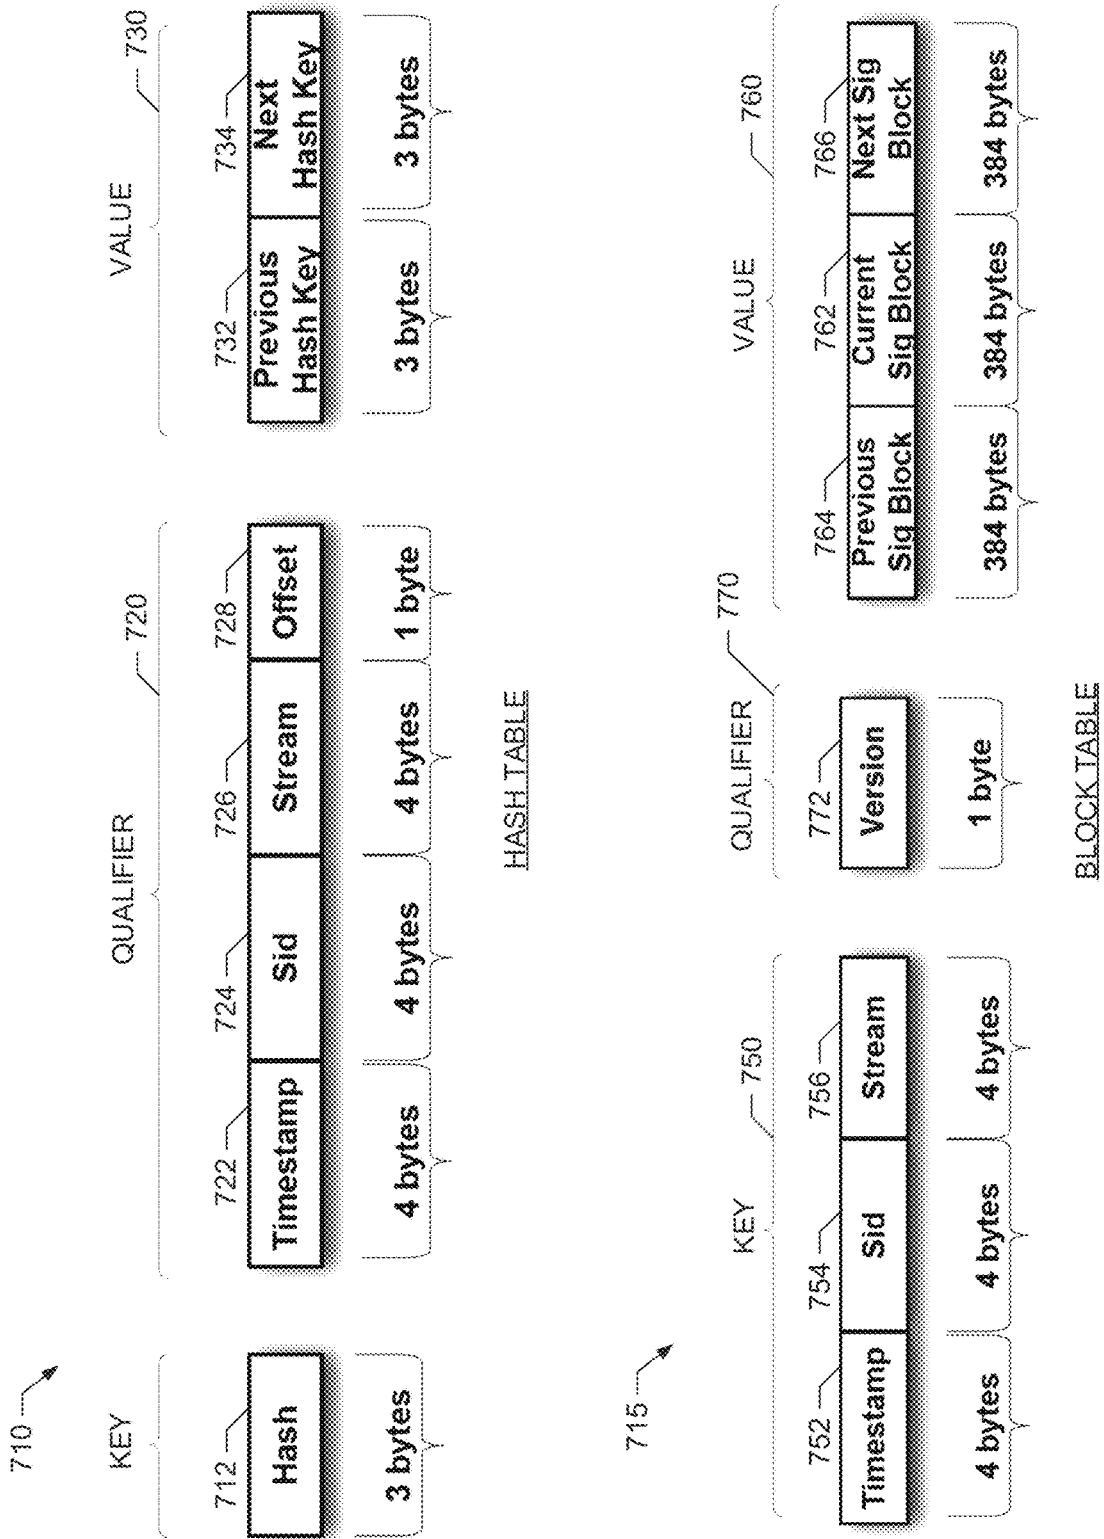 710
KEY
QUALIFIER
720
VALUE
730
712
722
724
726
728
732
734
Hash
Timestamp
Sid
Stream
Offset
Previous
Hash Key
Next
Hash Key
3 bytes
4 bytes
4 bytes
4 bytes
1 byte
3 bytes
3 bytes
HASH TABLE
715
KEY
750
QUALIFIER
770
VALUE
760
752
754
756
772
764
762
766
Timestamp
Sid
Stream
Version
Previous
Sig Block
Current
Sig Block
Next Sig
Block
4 bytes
4 bytes
4 bytes
1 byte
384 bytes
384 bytes
384 bytes
BLOCK TABLE